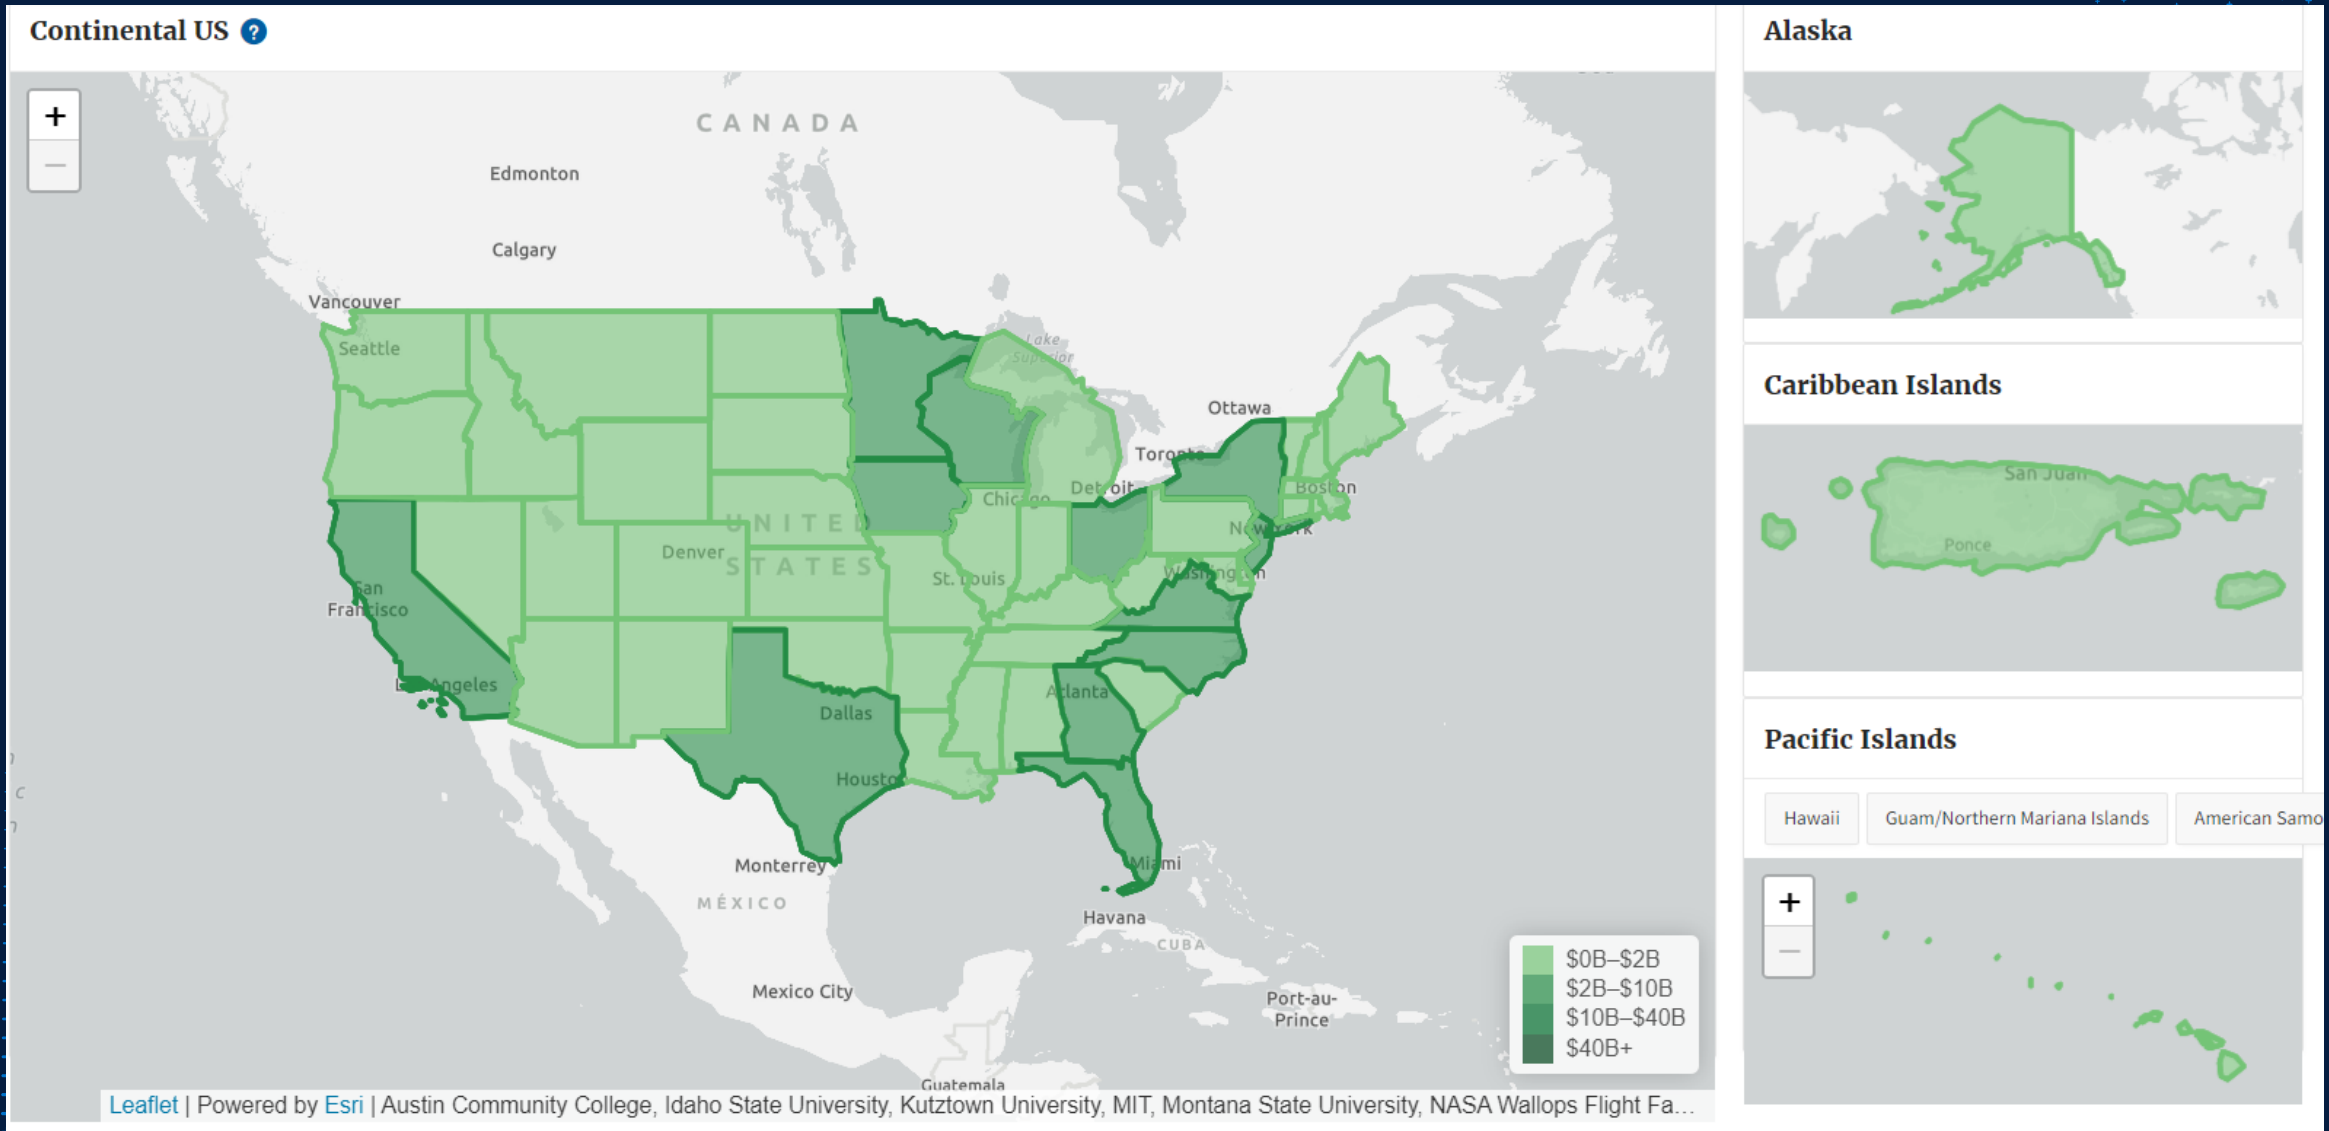 Continental US ?
+
−
CANADA
Edmonton
Calgary
Vancouver
Seattle
Lake
Superior
Ottawa
Toronto
Chicago
Detroit
Boston
UNITED
STATES
New York
Denver
St. Louis
Washington
San
Francisco
Los Angeles
Atlanta
Dallas
Houston
Monterrey
Miami
MÉXICO
Havana
CUBA
Mexico City
Port-au-
Prince
Guatemala
c
$0B–$2B
$2B–$10B
$10B–$40B
$40B+
Leaflet | Powered by Esri | Austin Community College, Idaho State University, Kutztown University, MIT, Montana State University, NASA Wallops Flight Fa...
Alaska
Caribbean Islands
San Juan
Ponce
Pacific Islands
Hawaii
Guam/Northern Mariana Islands
American Samo
+
−